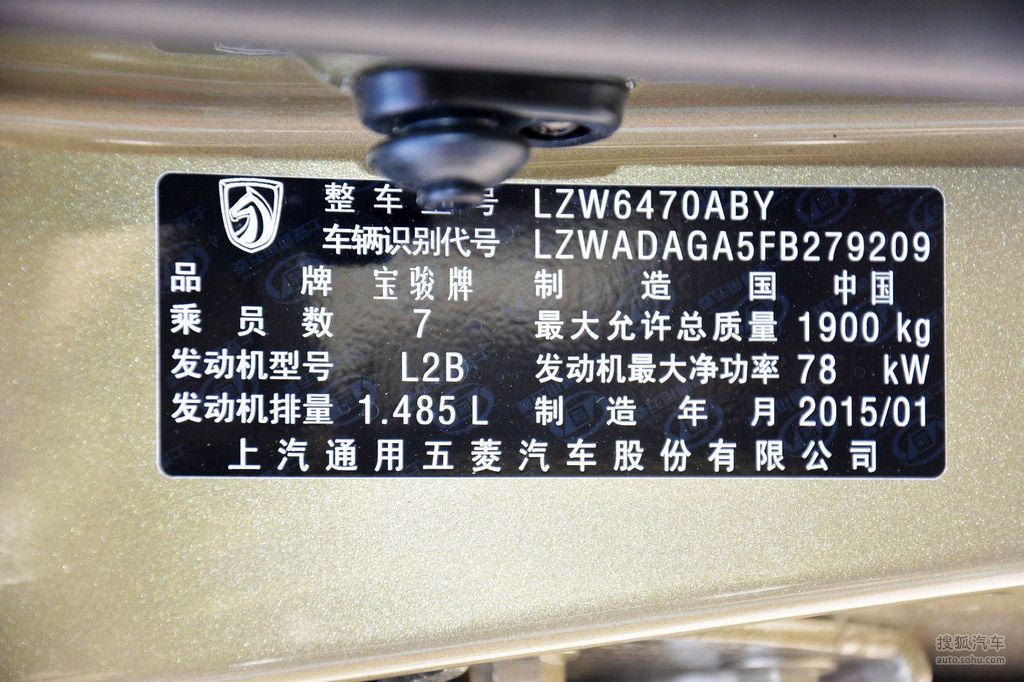 整车型号 LZW6470ABY
车辆识别代号 LZWADAGA5FB279209
品牌 宝骏牌 制造国 中国
乘员数 7 最大允许总质量 1900 kg
发动机型号 L2B 发动机最大净功率 78 kW
发动机排量 1.485 L 制造年月 2015/01
上汽通用五菱汽车股份有限公司
搜狐汽车
auto.sohu.com